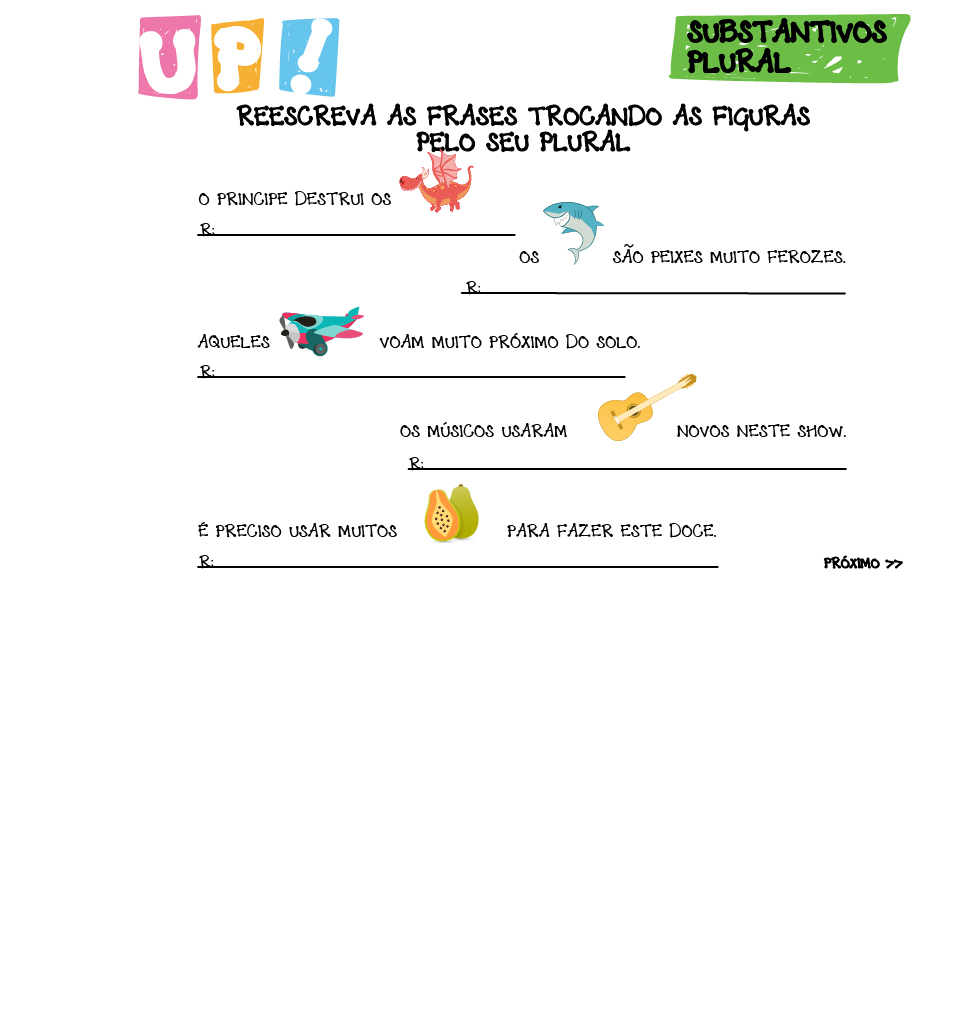 UP!
SUBSTANTIVOS
PLURAL
REESCREVA AS FRASES TROCANDO AS FIGURAS
PELO SEU PLURAL
O PRINCIPE DESTRUI OS
R:
OS SÃO PEIXES MUITO FEROZES.
R:
AQUELES VOAM MUITO PRÓXIMO DO SOLO.
R:
OS MÚSICOS USARAM NOVOS NESTE SHOW.
R:
É PRECISO USAR MUITOS PARA FAZER ESTE DOCE.
R:
PRÓXIMO >>